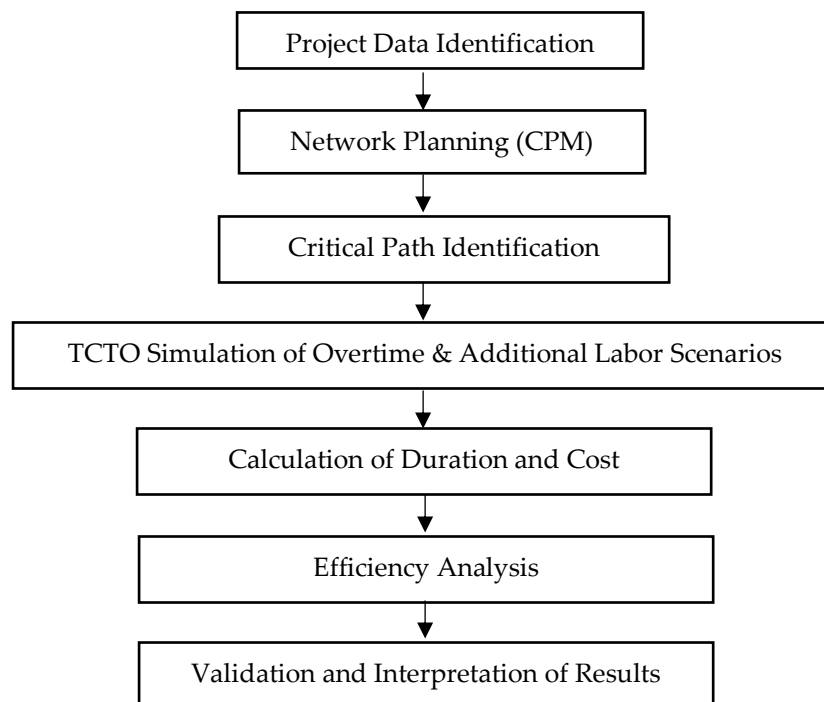 Project Data Identification
Network Planning (CPM)
Critical Path Identification
TCTO Simulation of Overtime & Additional Labor Scenarios
Calculation of Duration and Cost
Efficiency Analysis
Validation and Interpretation of Results